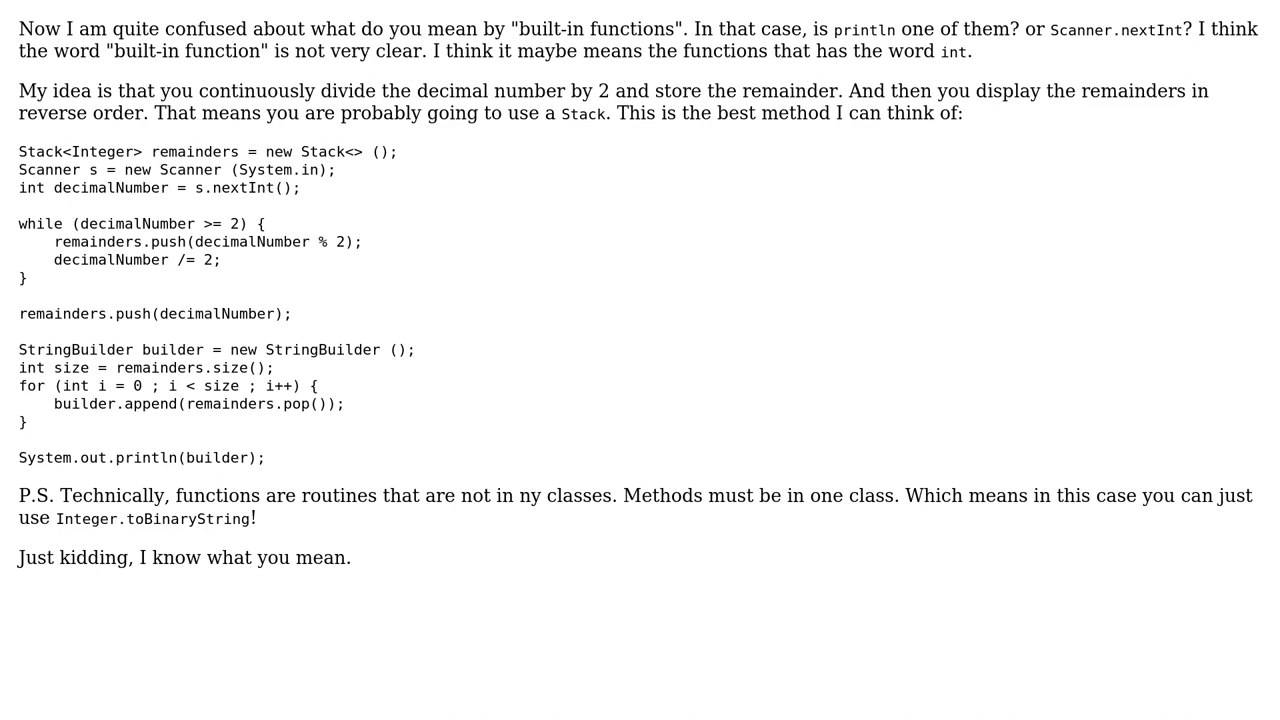 Now I am quite confused about what do you mean by "built-in functions". In that case, is println one of them? or Scanner.nextInt? I think
the word "built-in function" is not very clear. I think it maybe means the functions that has the word int.
My idea is that you continuously divide the decimal number by 2 and store the remainder. And then you display the remainders in
reverse order. That means you are probably going to use a Stack. This is the best method I can think of:
Stack<Integer> remainders = new Stack<> ();
Scanner s = new Scanner (System.in);
int decimalNumber = s.nextInt();
while (decimalNumber >= 2) {
    remainders.push(decimalNumber % 2);
    decimalNumber /= 2;
}
remainders.push(decimalNumber);
StringBuilder builder = new StringBuilder ();
int size = remainders.size();
for (int i = 0 ; i < size ; i++) {
    builder.append(remainders.pop());
}
System.out.println(builder);
P.S. Technically, functions are routines that are not in ny classes. Methods must be in one class. Which means in this case you can just
use Integer.toBinaryString!
Just kidding, I know what you mean.